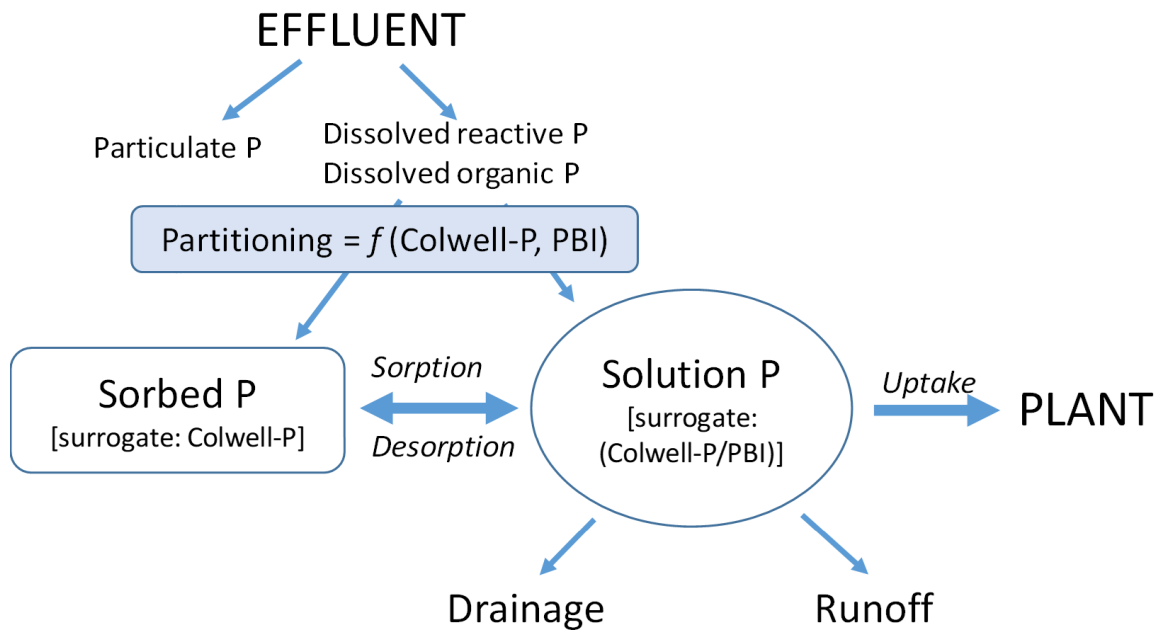 EFFLUENT
Particulate P
Dissolved reactive P
Dissolved organic P
Partitioning = f (Colwell-P, PBI)
Sorbed P
[surrogate: Colwell-P]
Sorption
Desorption
Solution P
[surrogate:
(Colwell-P/PBI)]
Uptake
PLANT
Drainage
Runoff